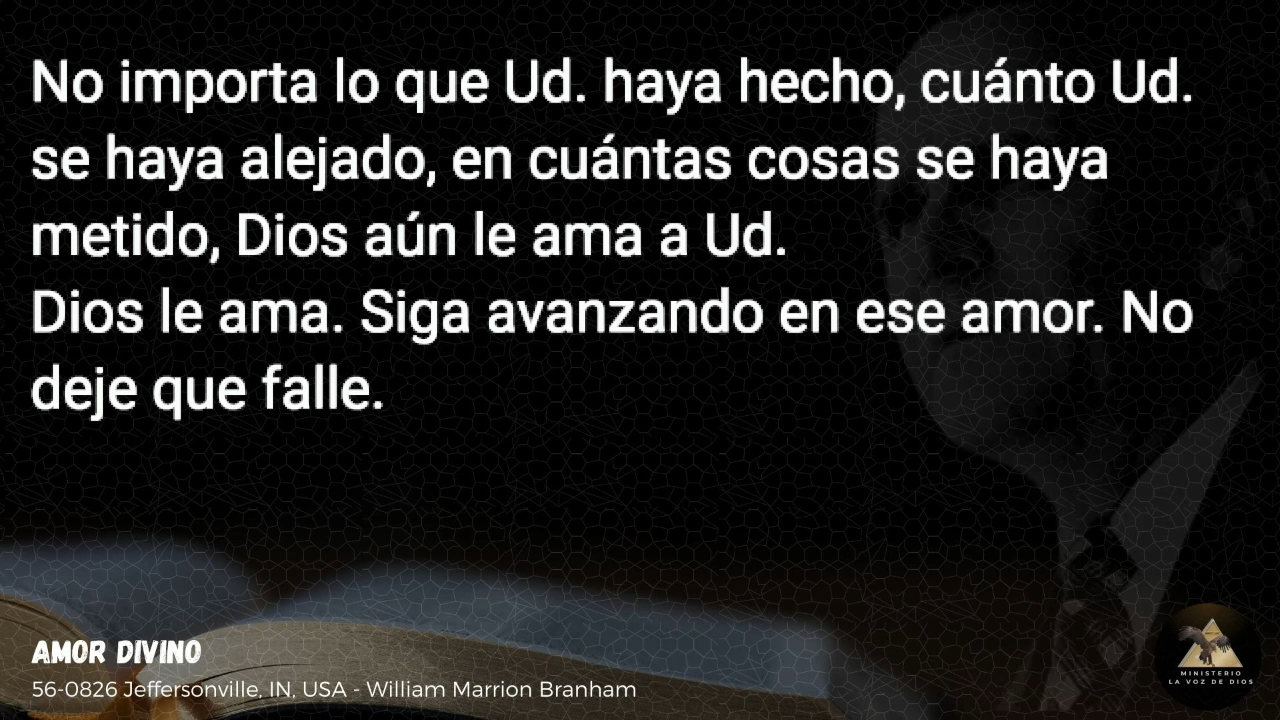 No importa lo que Ud. haya hecho, cuánto Ud.
se haya alejado, en cuántas cosas se haya
metido, Dios aún le ama a Ud.
Dios le ama. Siga avanzando en ese amor. No
deje que falle.
AMOR DIVINO
56-0826 Jeffersonville, IN, USA - William Marrion Branham
MINISTERIO
LA VOZ DE DIOS